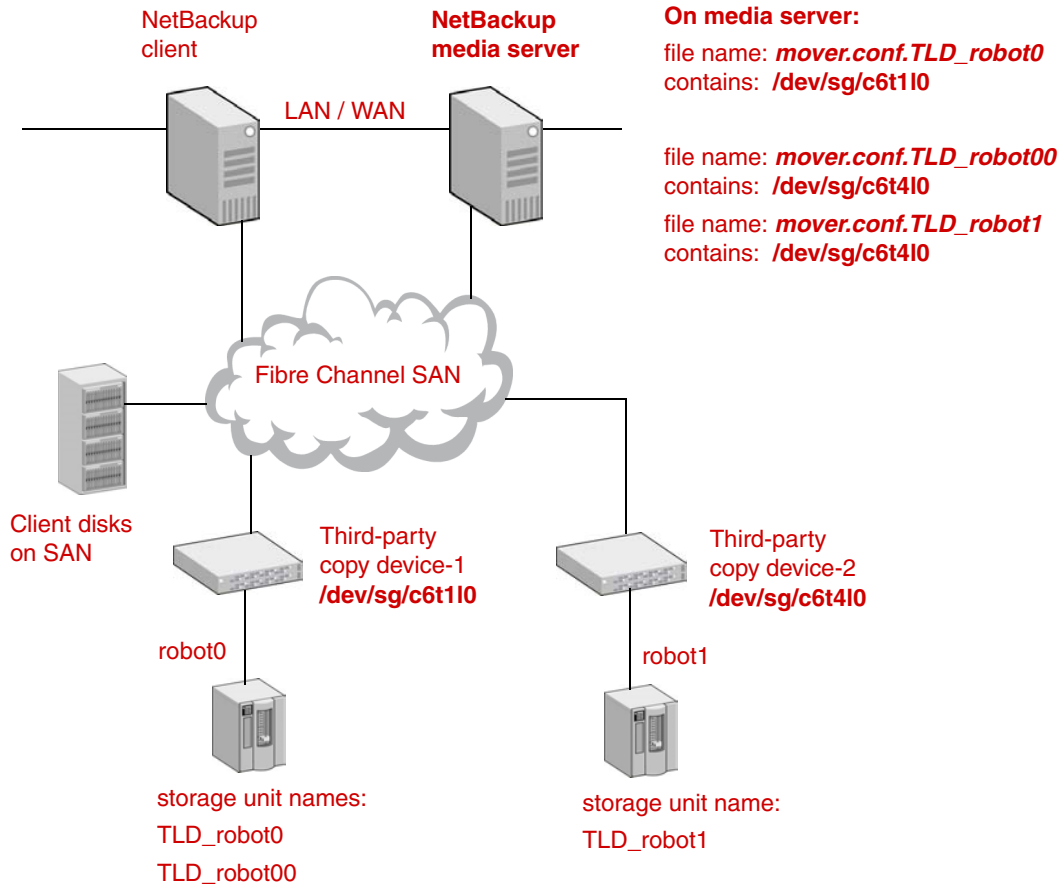 NetBackup
client
NetBackup
media server
On media server:
file name: mover.conf.TLD_robot0
contains: /dev/sg/c6t1l0
file name: mover.conf.TLD_robot00
contains: /dev/sg/c6t4l0
file name: mover.conf.TLD_robot1
contains: /dev/sg/c6t4l0
LAN / WAN
Fibre Channel SAN
Client disks
on SAN
Third-party
copy device-1
/dev/sg/c6t1l0
Third-party
copy device-2
/dev/sg/c6t4l0
robot0
robot1
storage unit names:
TLD_robot0
TLD_robot00
storage unit name:
TLD_robot1